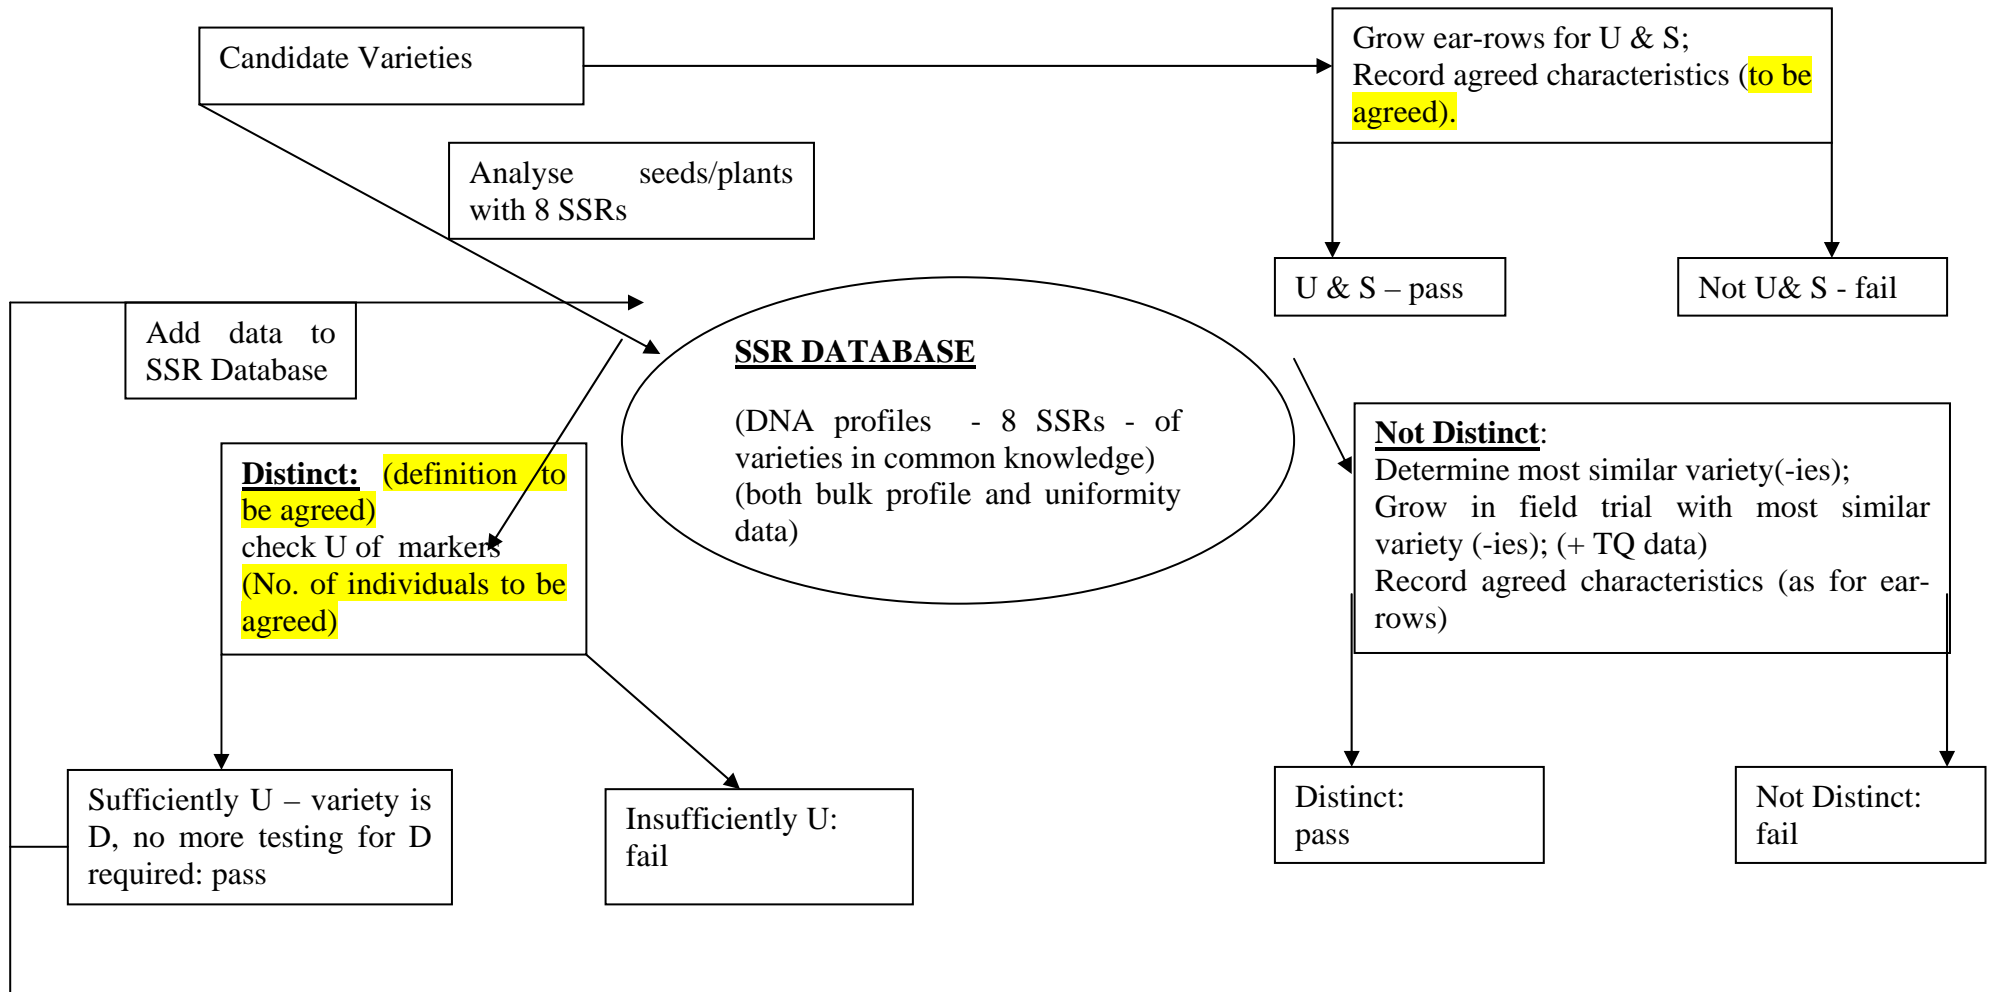 Candidate Varieties
Grow ear-rows for U & S;
Record agreed characteristics (to be
agreed).
Analyse seeds/plants
with 8 SSRs
U & S – pass
Not U& S - fail
Add data to
SSR Database
SSR DATABASE
(DNA profiles - 8 SSRs - of
varieties in common knowledge)
(both bulk profile and uniformity
data)
Distinct: (definition to
be agreed)
check U of markers
(No. of individuals to be
agreed)
Not Distinct:
Determine most similar variety(-ies);
Grow in field trial with most similar
variety (-ies); (+ TQ data)
Record agreed characteristics (as for ear-
rows)
Sufficiently U – variety is
D, no more testing for D
required: pass
Insufficiently U:
fail
Distinct:
pass
Not Distinct:
fail